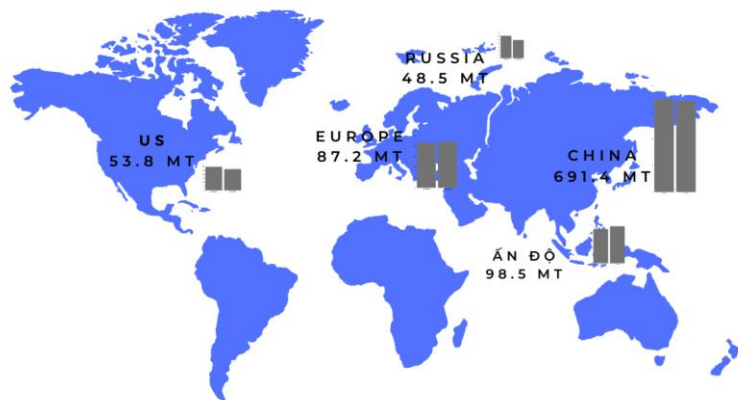 RUSSIA
48.5 MT
US
53.8 MT
EUROPE
87.2 MT
CHINA
691.4 MT
ẤN ĐỘ
98.5 MT